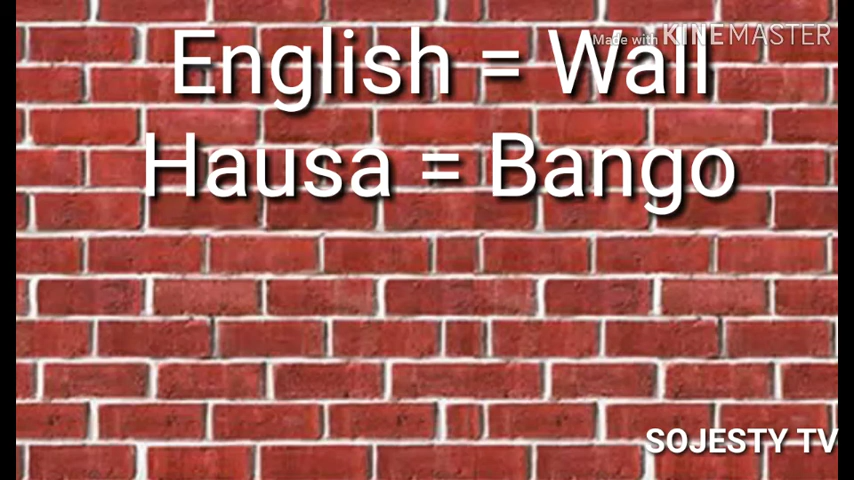 Made with KINEMASTER
English = Wall
Hausa = Bango
SOJESTY TV